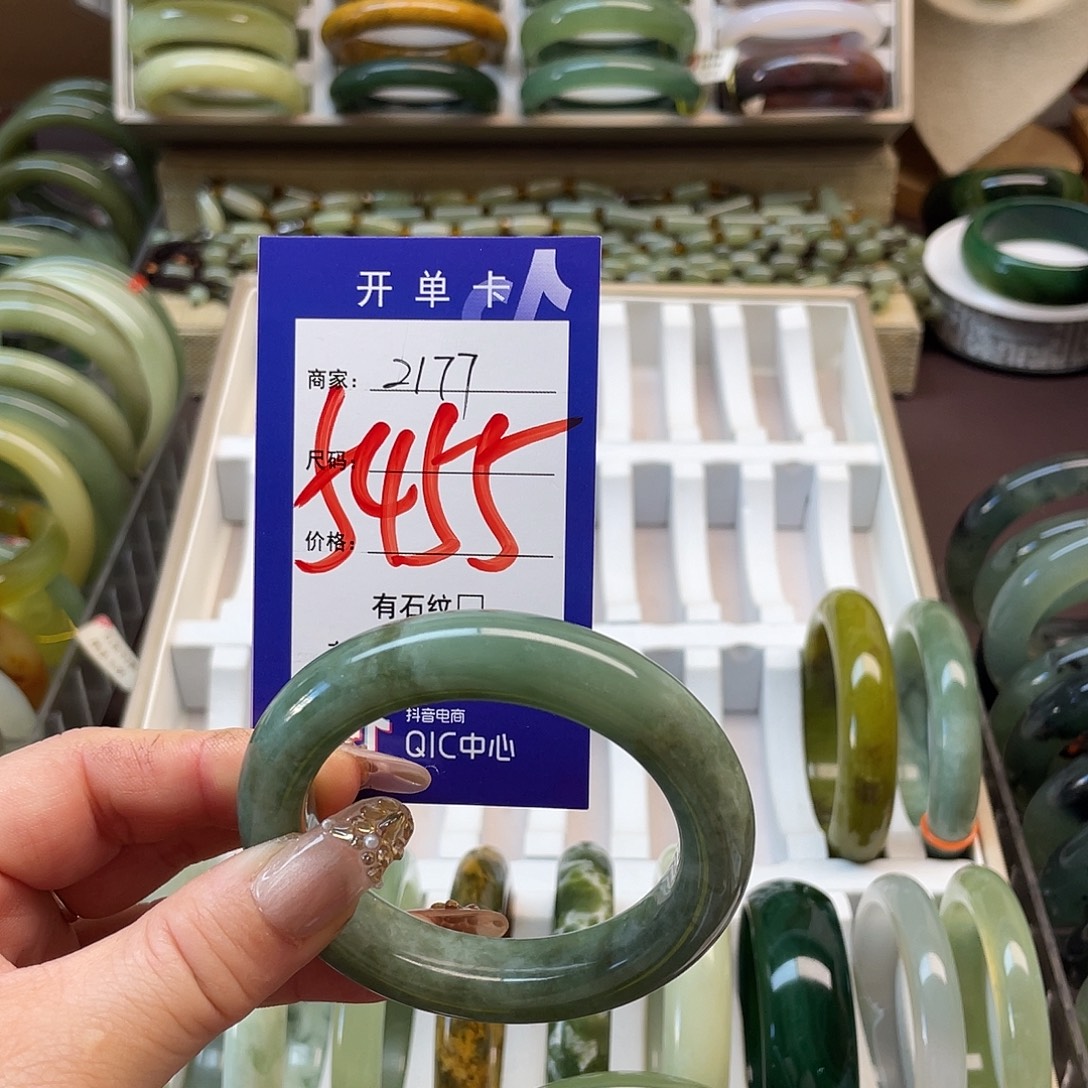 开单卡
商家: 2177
5455
尺码:
价格:
有石纹□
抖音电商
QIC中心